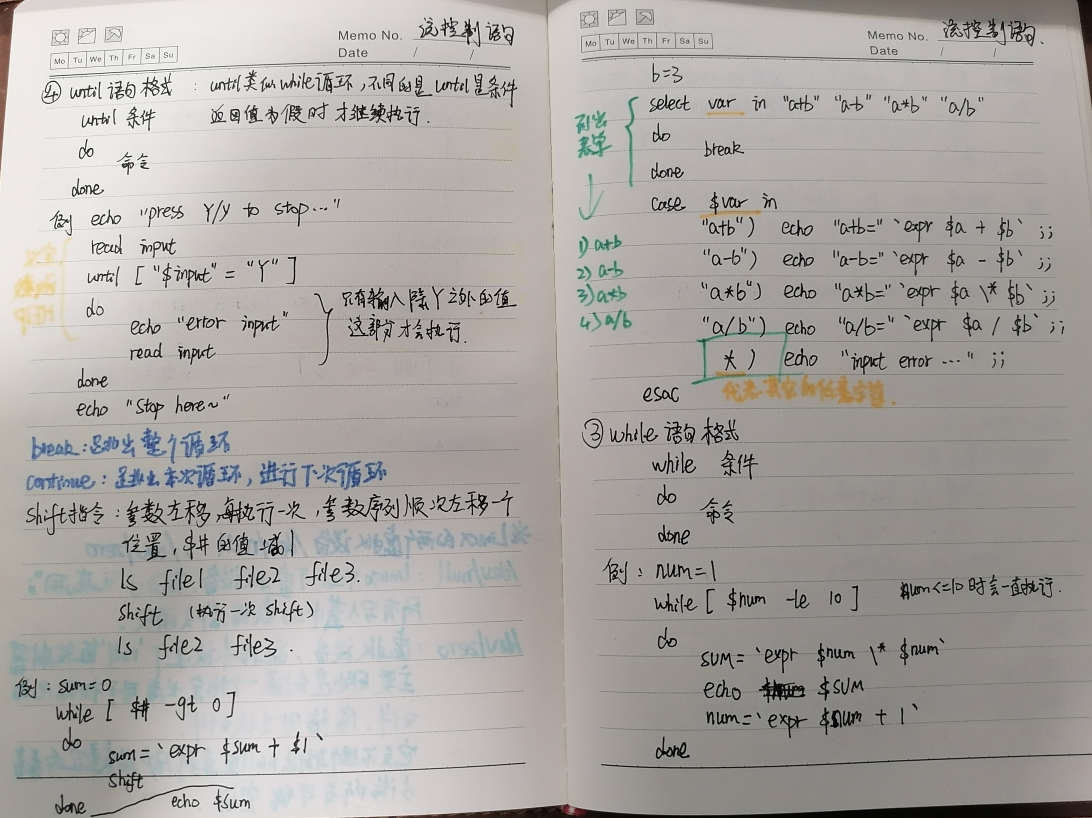 Memo No. 流控制语句
Mo Tu We Th Fr Sa Su
Date / /
④ until 语句格式 : until类似while循环,不同的是until是条件
until 条件 返回值为假时才继续执行.
do
命令
done
例 echo "press Y/y to stop..."
read input
until [ "$input" = "Y" ]
do
echo "error input"
read input
只有输入除Y之外的值
这部分才会执行.
done
echo "Stop here~"
break:跳出整个循环
continue: 跳出本次循环,进行下次循环
Shift指令: 参数左移,每执行一次,参数序列顺次左移一个
位置,$#的值减1
ls file1 file2 file3.
shift (执行一次shift)
ls file2 file3.
例: sum=0
while [ $# -gt 0 ]
do
sum=`expr $sum + $1`
shift
done echo $sum
Memo No. 流控制语句.
Mo Tu We Th Fr Sa Su
Date / /
b=3
select var in "a+b" "a-b" "a*b" "a/b"
do
break
done
列出
表单
1) a+b
2) a-b
3) a*b
4) a/b
case $var in
"a+b") echo "a+b=" `expr $a + $b` ;;
"a-b") echo "a-b=" `expr $a - $b` ;;
"a*b") echo "a*b=" `expr $a \* $b` ;;
"a/b") echo "a/b=" `expr $a / $b` ;;
*) echo "input error ..." ;;
esac 代表其它的任意字符.
③ while 语句格式
while 条件
do
命令
done
例: num=1
while [ $num -le 10 ] num<=10时会一直执行.
do
sum=`expr $num \* $num`
echo $sum
num=`expr $num + 1`
done